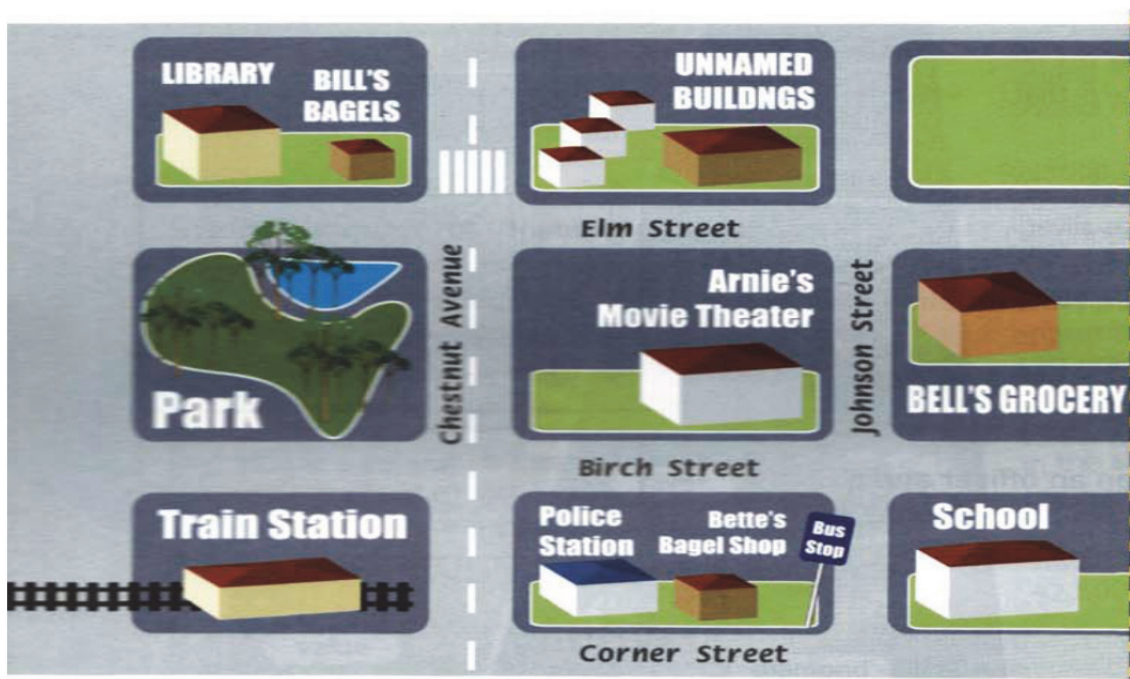 LIBRARY
BILL'S
BAGELS
UNNAMED
BUILDNGS
Elm Street
Chestnut Avenue
Park
Arnie's
Movie Theater
Johnson Street
BELL'S GROCERY
Birch Street
Train Station
Police
Station
Bette's
Bagel Shop
Bus
Stop
School
Corner Street